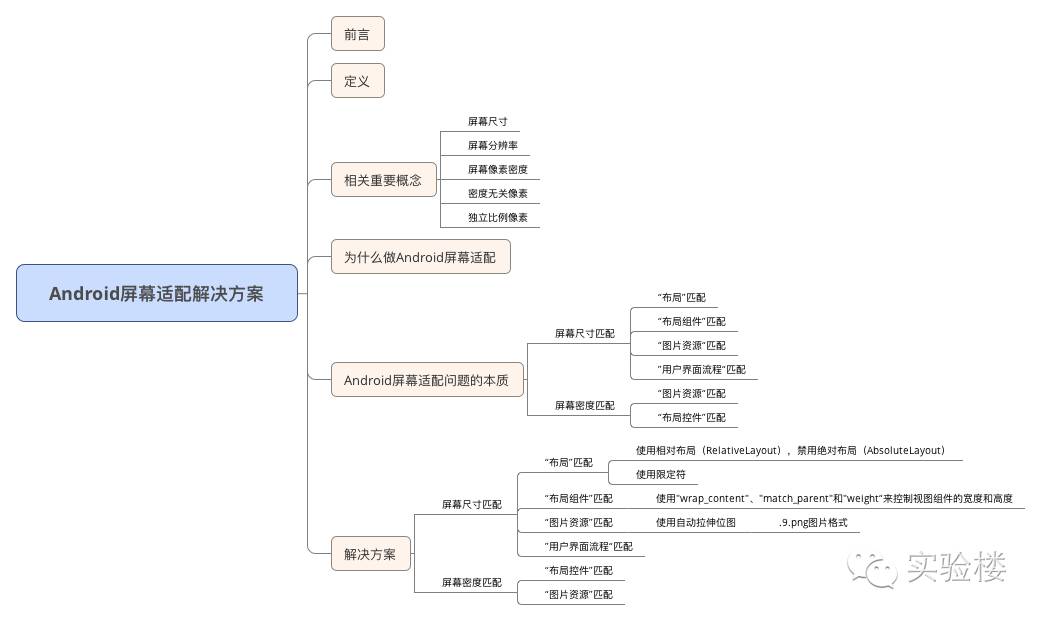 前言
定义
屏幕尺寸
屏幕分辨率
屏幕像素密度
相关重要概念
密度无关像素
独立比例像素
为什么做Android屏幕适配
Android屏幕适配解决方案
“布局”匹配
“布局组件”匹配
屏幕尺寸匹配
“图片资源”匹配
“用户界面流程“匹配
Android屏幕适配问题的本质
“图片资源”匹配
屏幕密度匹配
“布局控件”匹配
使用相对布局（RelativeLayout），禁用绝对布局（AbsoluteLayout）
“布局”匹配
使用限定符
“布局组件”匹配 使用"wrap_content"、"match_parent"和"weight“来控制视图组件的宽度和高度
屏幕尺寸匹配
“图片资源”匹配 使用自动拉伸位图 .9.png图片格式
”用户界面流程“匹配
解决方案
“布局控件”匹配
屏幕密度匹配
“图片资源”匹配
实验楼